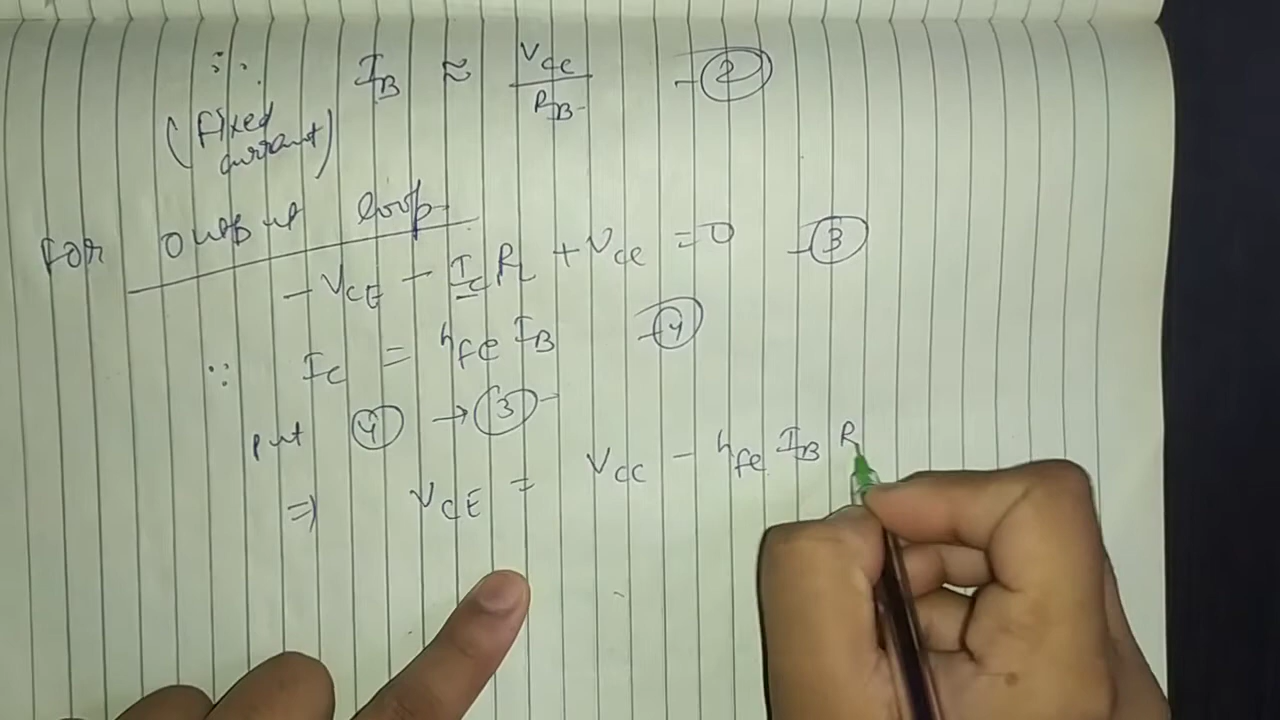 ∴ I_B ≈ V_CC / R_B - ②
(fixed current)
For output loop
- V_CE - I_C R_L + V_CC = 0 - ③
∵ I_C = h_fe I_B - ④
put ④ → ③ -
⇒ V_CE = V_CC - h_fe I_B R